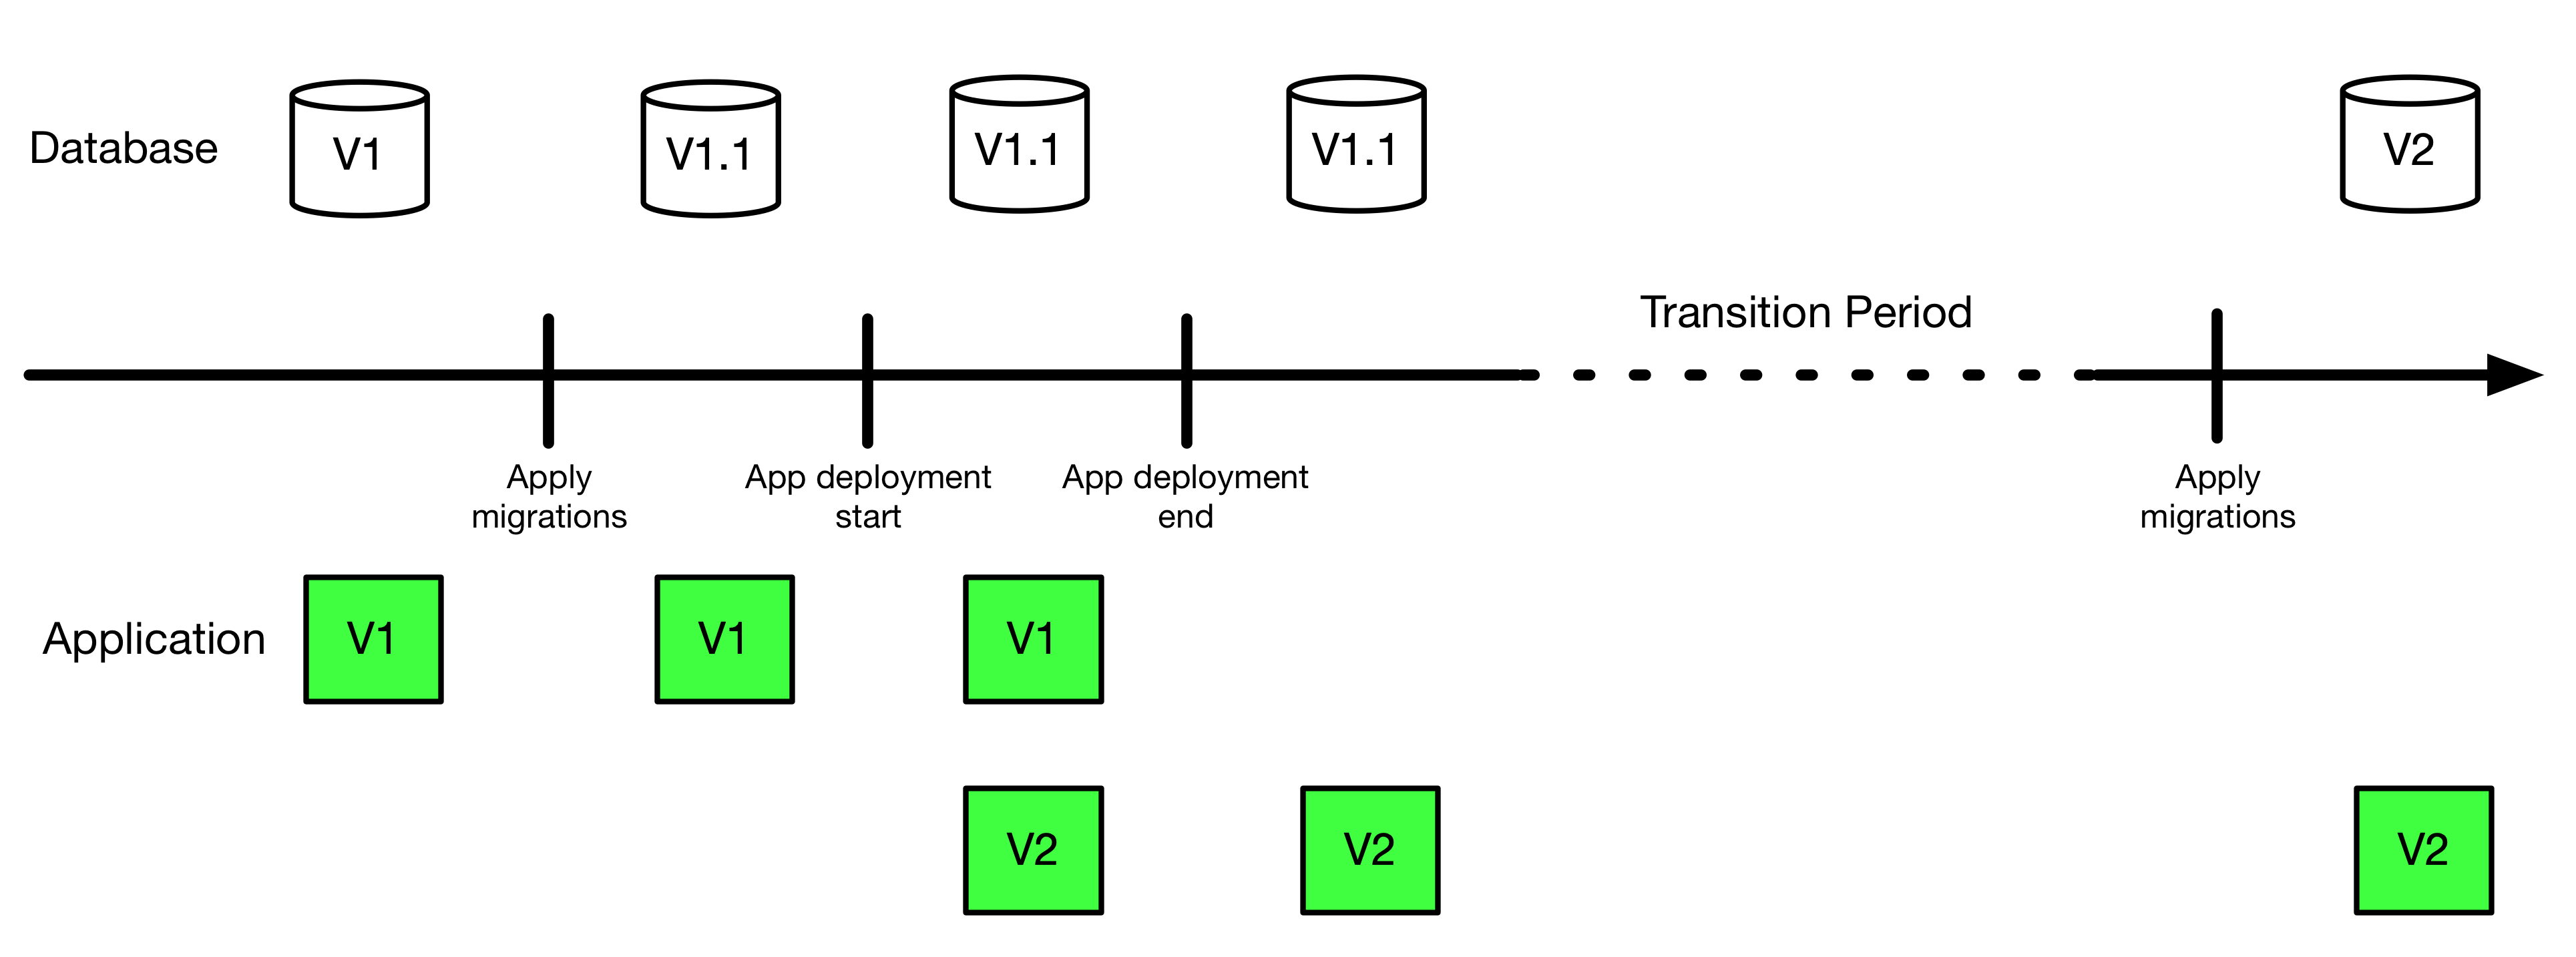 Database
V1
V1.1
V1.1
V1.1
V2
Transition Period
Apply
migrations
App deployment
start
App deployment
end
Apply
migrations
Application
V1
V1
V1
V2
V2
V2